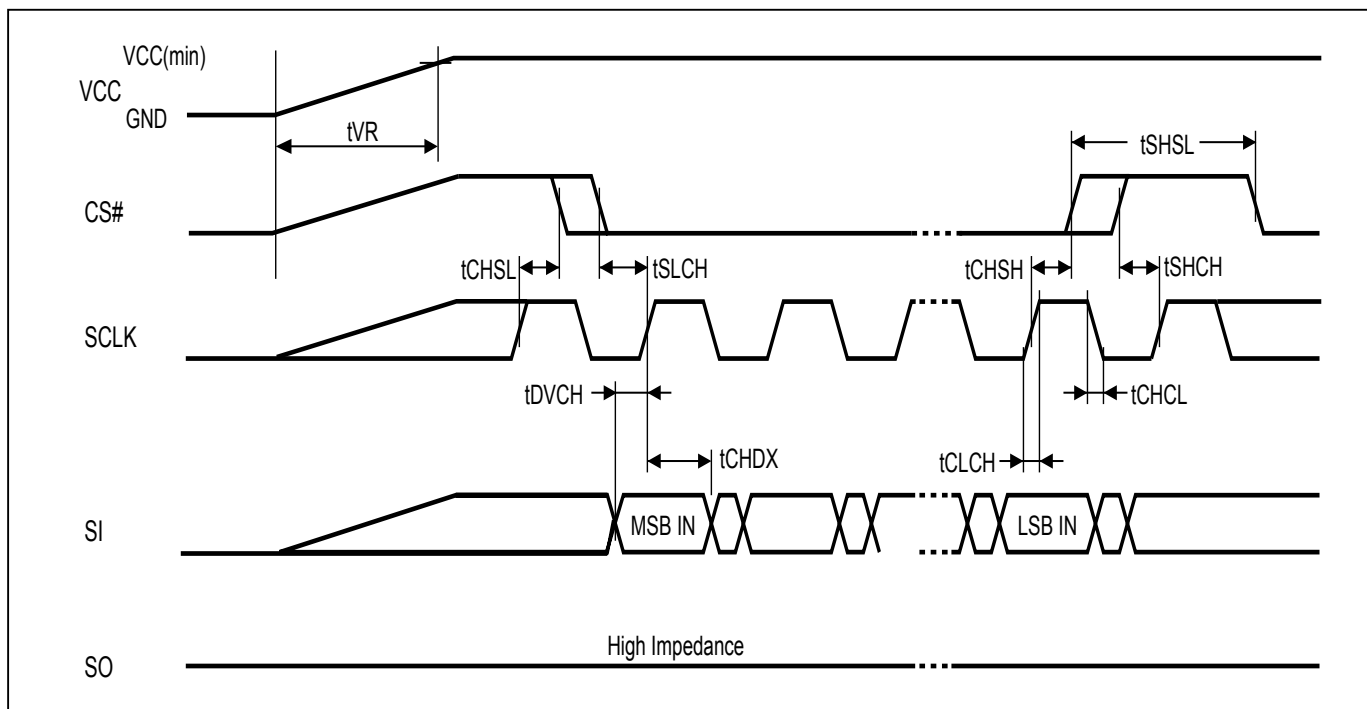 VCC(min)
VCC
GND
tVR
tSHSL
CS#
tCHSL
tSLCH
tCHSH
tSHCH
SCLK
tDVCH
tCHCL
tCHDX
tCLCH
SI
MSB IN
LSB IN
High Impedance
SO